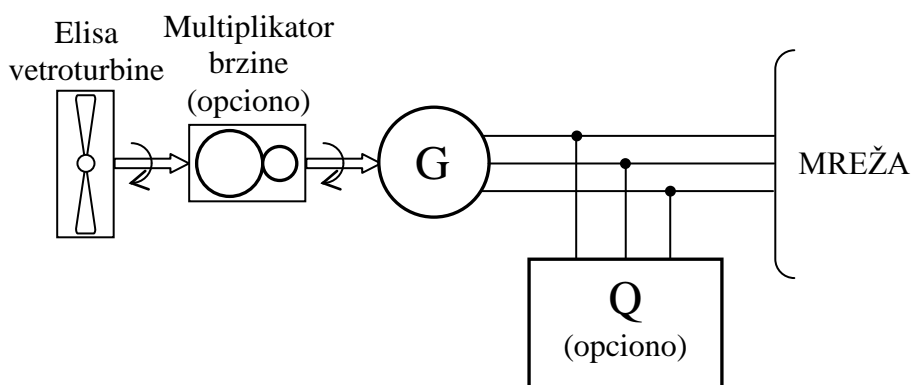 Elisa
vetroturbine
Multiplikator
brzine
(opciono)
G
MREŽA
Q
(opciono)